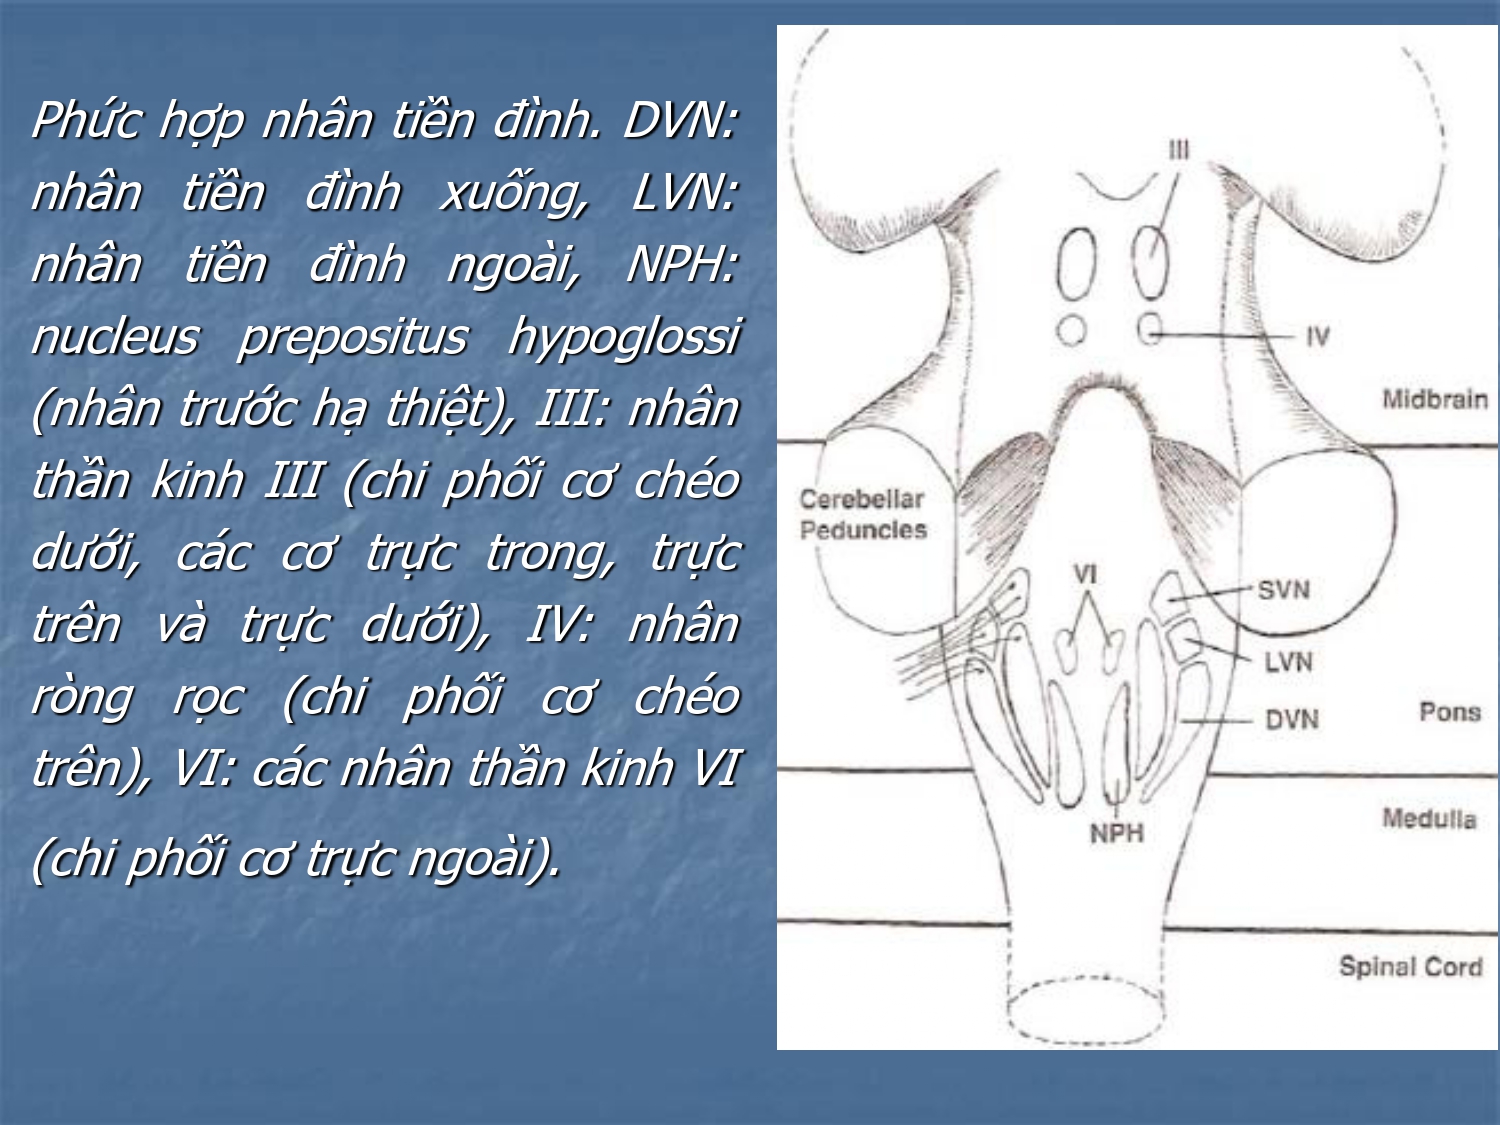 Phức hợp nhân tiền đình. DVN:
nhân tiền đình xuống, LVN:
nhân tiền đình ngoài, NPH:
nucleus prepositus hypoglossi
(nhân trước hạ thiệt), III: nhân
thần kinh III (chi phối cơ chéo
dưới, các cơ trực trong, trực
trên và trực dưới), IV: nhân
ròng rọc (chi phối cơ chéo
trên), VI: các nhân thần kinh VI
(chi phối cơ trực ngoài).
III
IV
Midbrain
Cerebellar
Peduncles
VI
SVN
LVN
DVN
Pons
NPH
Medulla
Spinal Cord